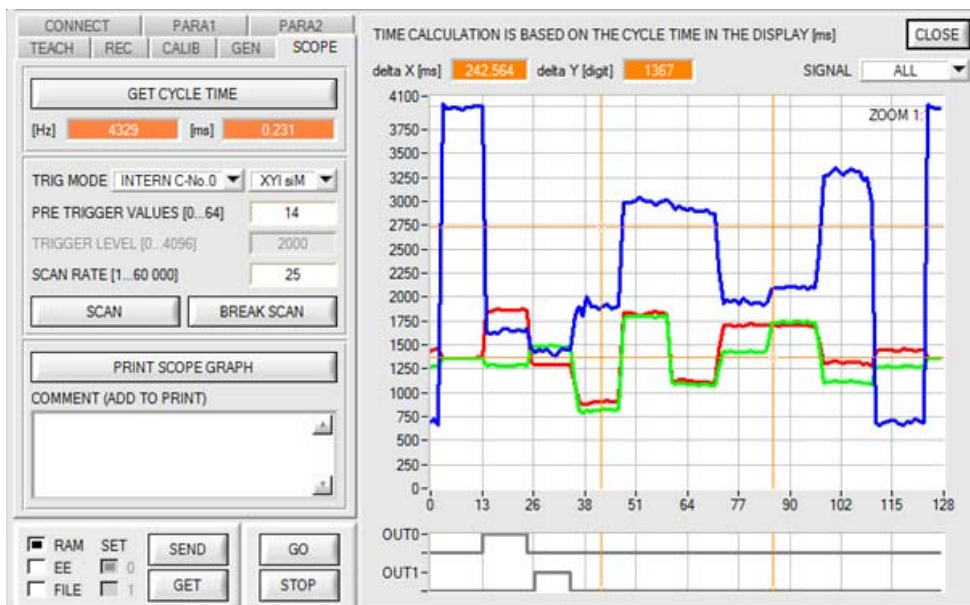 CONNECT PARA1 PARA2
TEACH REC CALIB GEN SCOPE
GET CYCLE TIME
[Hz] 4329 [ms] 0.231
TRIG MODE INTERN C-No.0 XYI siM
PRE TRIGGER VALUES [0...64] 14
TRIGGER LEVEL [0...4096] 2000
SCAN RATE [1...60 000] 25
SCAN BREAK SCAN
PRINT SCOPE GRAPH
COMMENT (ADD TO PRINT)
RAM SET SEND GO
EE 0
FILE 1 GET STOP
TIME CALCULATION IS BASED ON THE CYCLE TIME IN THE DISPLAY [ms] CLOSE
delta X [ms] 242.564 delta Y [digit] 1367 SIGNAL ALL
ZOOM 1:
4100
3750
3500
3250
3000
2750
2500
2250
2000
1750
1500
1250
1000
750
500
250
0
0 13 26 38 51 64 77 90 102 115 128
OUT0
OUT1